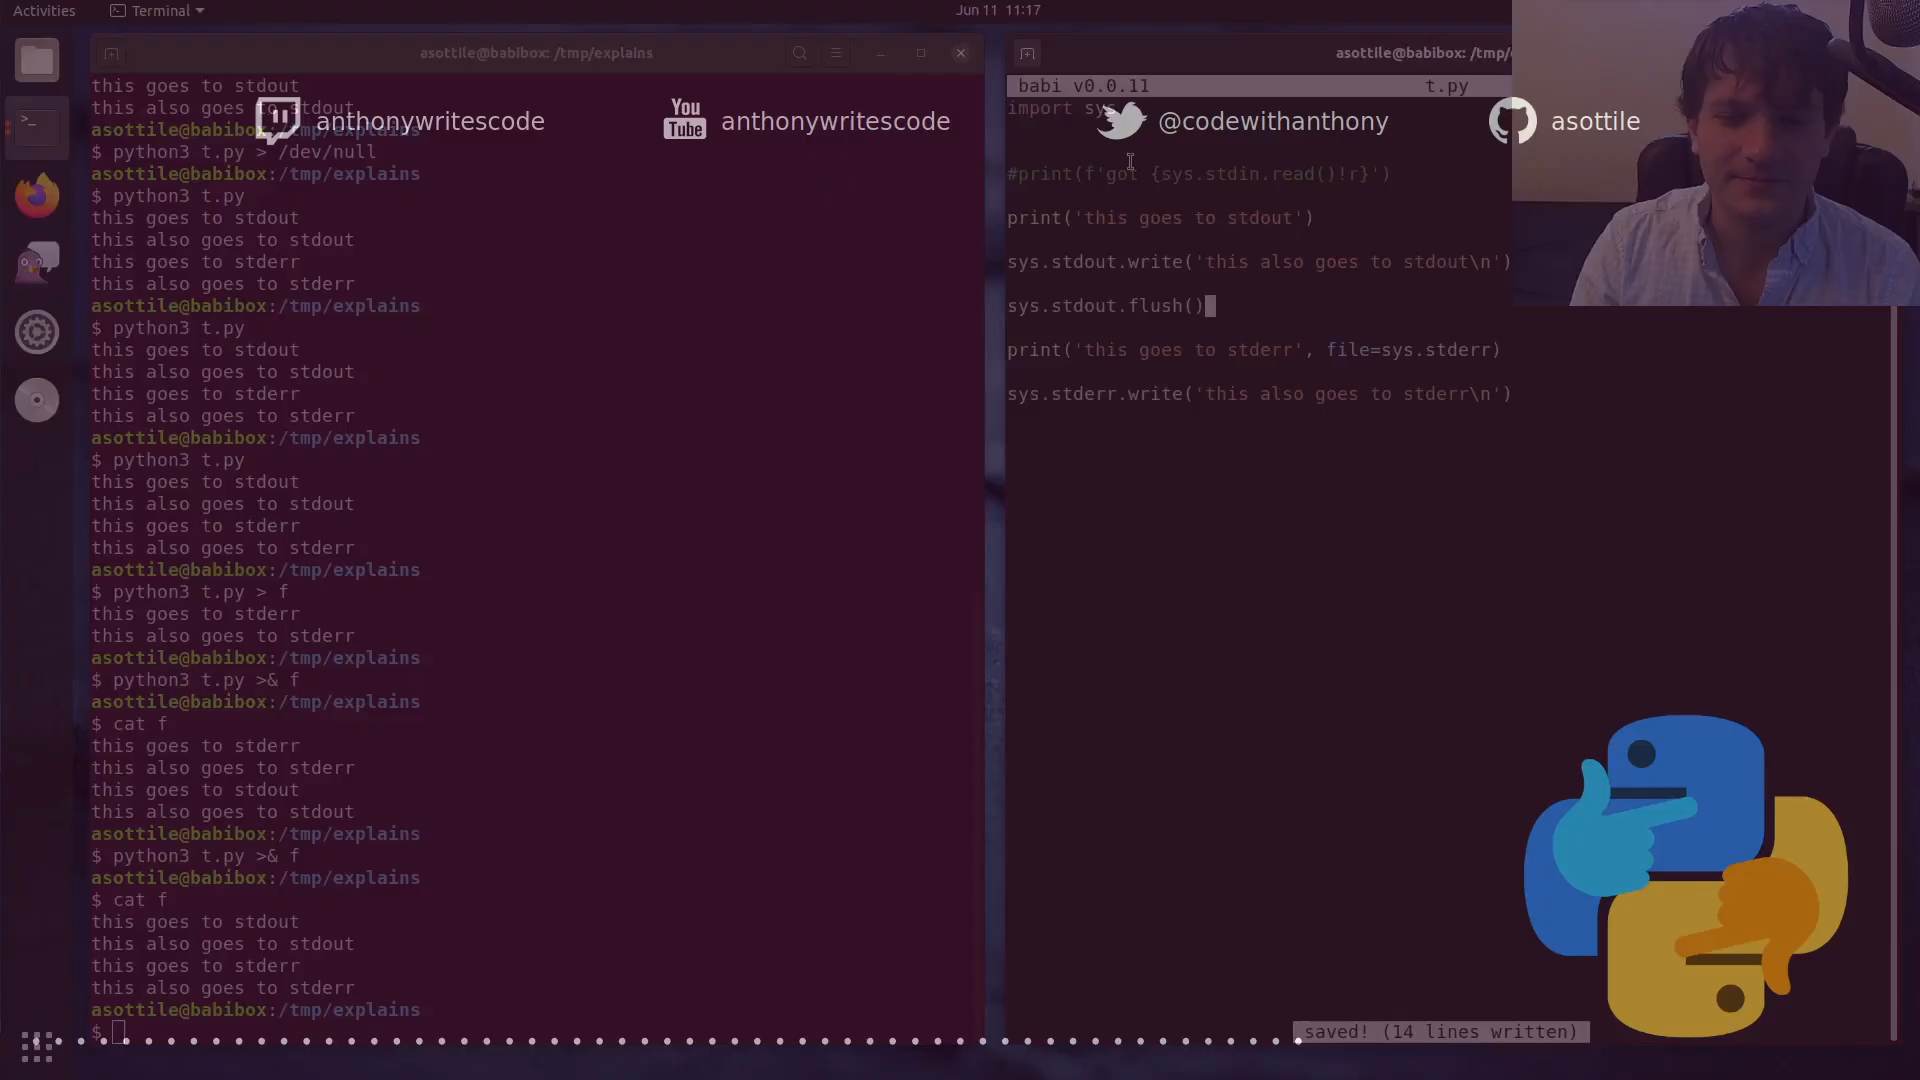 Activities
Terminal
Jun 11 11:17
asottile@babibox: /tmp/explains
this goes to stdout
this also goes to stdout
asottile@babibox:/tmp/explains
$ python3 t.py > /dev/null
asottile@babibox:/tmp/explains
$ python3 t.py
this goes to stdout
this also goes to stdout
this goes to stderr
this also goes to stderr
asottile@babibox:/tmp/explains
$ python3 t.py
this goes to stdout
this also goes to stdout
this goes to stderr
this also goes to stderr
asottile@babibox:/tmp/explains
$ python3 t.py
this goes to stdout
this also goes to stdout
this goes to stderr
this also goes to stderr
asottile@babibox:/tmp/explains
$ python3 t.py > f
this goes to stderr
this also goes to stderr
asottile@babibox:/tmp/explains
$ python3 t.py >& f
asottile@babibox:/tmp/explains
$ cat f
this goes to stderr
this also goes to stderr
this goes to stdout
this also goes to stdout
asottile@babibox:/tmp/explains
$ python3 t.py >& f
asottile@babibox:/tmp/explains
$ cat f
this goes to stdout
this also goes to stdout
this goes to stderr
this also goes to stderr
asottile@babibox:/tmp/explains
$
anthonywritescode
You
Tube
anthonywritescode
@codewithanthony
asottile
asottile@babibox: /tmp/
babi v0.0.11 t.py
import sys
#print(f'got {sys.stdin.read()!r}')
print('this goes to stdout')
sys.stdout.write('this also goes to stdout\n')
sys.stdout.flush()
print('this goes to stderr', file=sys.stderr)
sys.stderr.write('this also goes to stderr\n')
saved! (14 lines written)